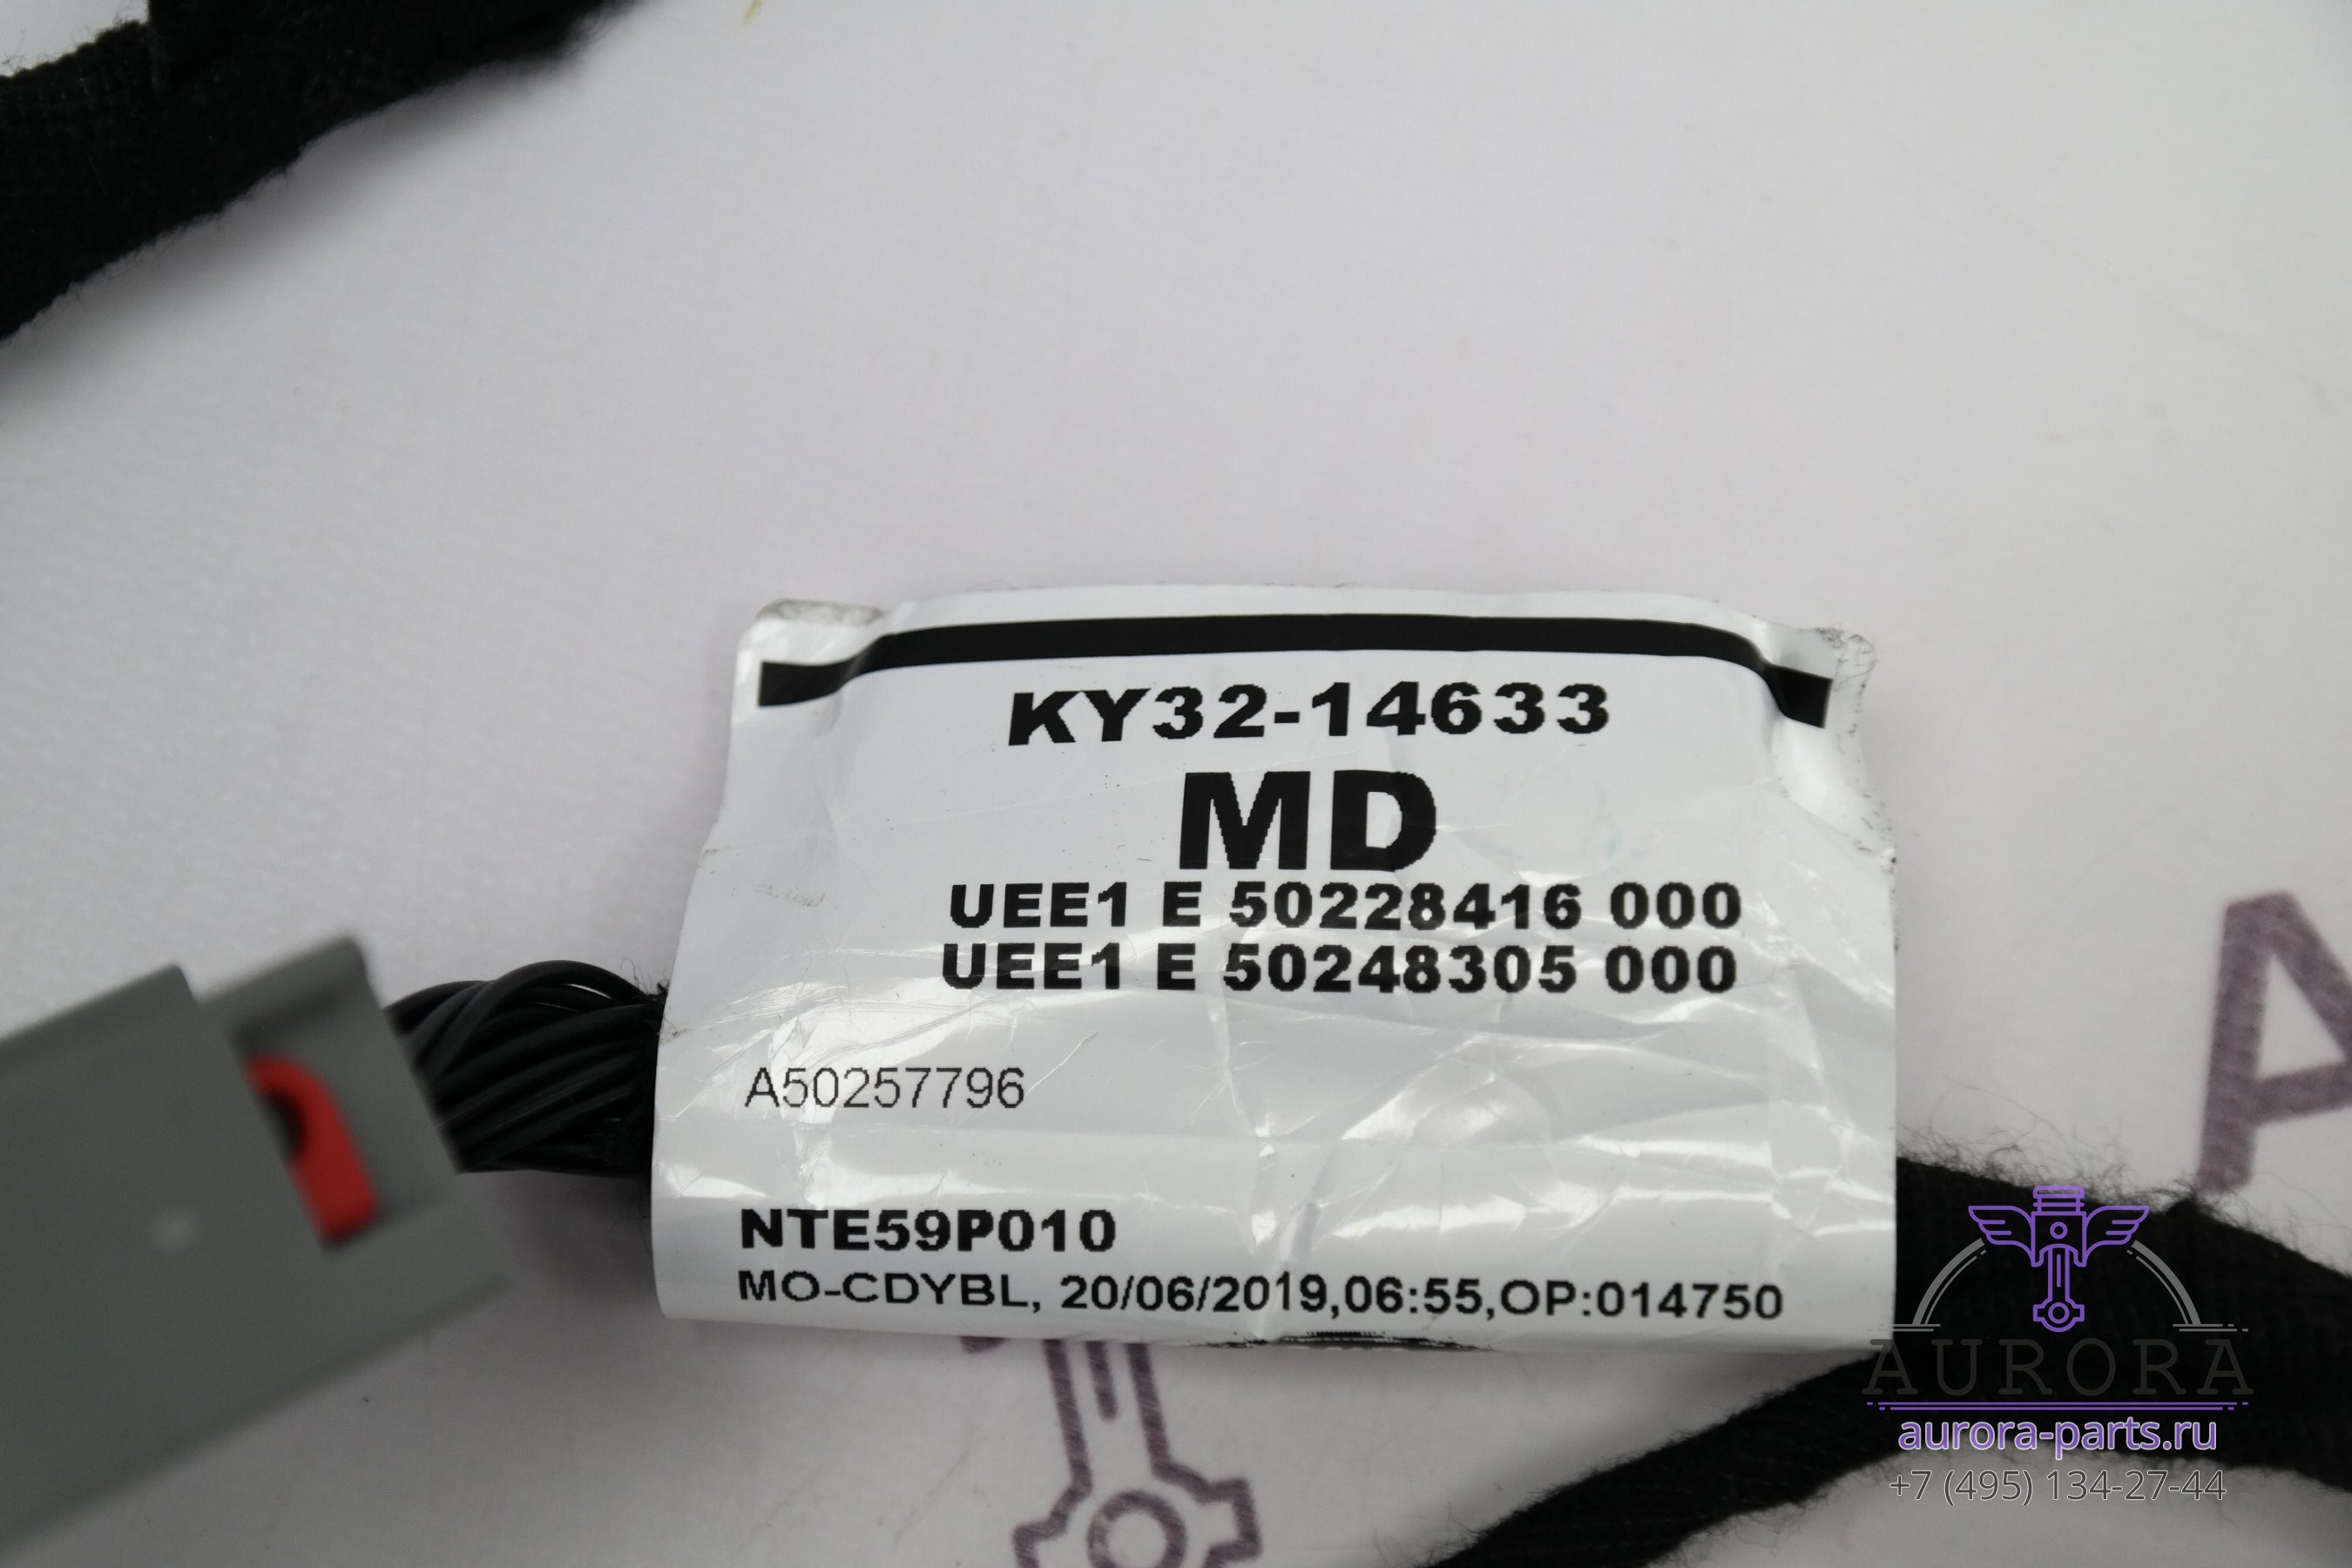 KY32-14633
MD
UEE1 E 50228416 000
UEE1 E 50248305 000
A50257796
NTE59P010
MO-CDYBL, 20/06/2019,06:55,OP:014750
A
AURORA
aurora-parts.ru
+7 (495) 134-27-44